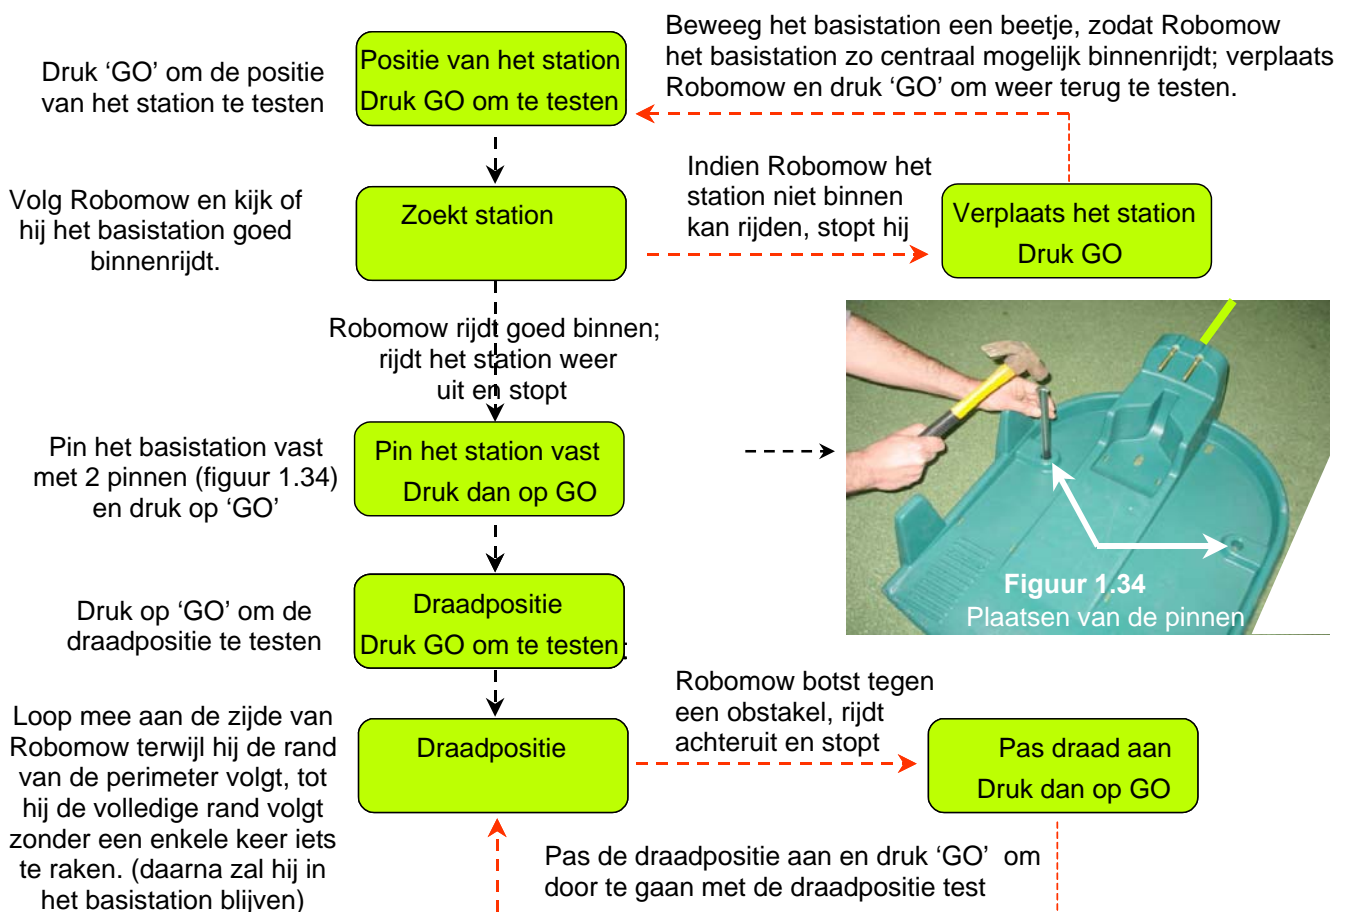 Druk ‘GO’ om de positie
van het station te testen
Positie van het station
Druk GO om te testen
Beweeg het basistation een beetje, zodat Robomow
het basistation zo centraal mogelijk binnenrijdt; verplaats
Robomow en druk ‘GO’ om weer terug te testen.
Volg Robomow en kijk of
hij het basistation goed
binnenrijdt.
Zoekt station
Indien Robomow het
station niet binnen
kan rijden, stopt hij
Verplaats het station
Druk GO
Robomow rijdt goed binnen;
rijdt het station weer
uit en stopt
Pin het basistation vast
met 2 pinnen (figuur 1.34)
en druk op ‘GO’
Pin het station vast
Druk dan op GO
Figuur 1.34
Plaatsen van de pinnen
Druk op ‘GO’ om de
draadpositie te testen
Draadpositie
Druk GO om te testen
Loop mee aan de zijde van
Robomow terwijl hij de rand
van de perimeter volgt, tot
hij de volledige rand volgt
zonder een enkele keer iets
te raken. (daarna zal hij in
het basistation blijven)
Draadpositie
Robomow botst tegen
een obstakel, rijdt
achteruit en stopt
Pas draad aan
Druk dan op GO
Pas de draadpositie aan en druk ‘GO’ om
door te gaan met de draadpositie test